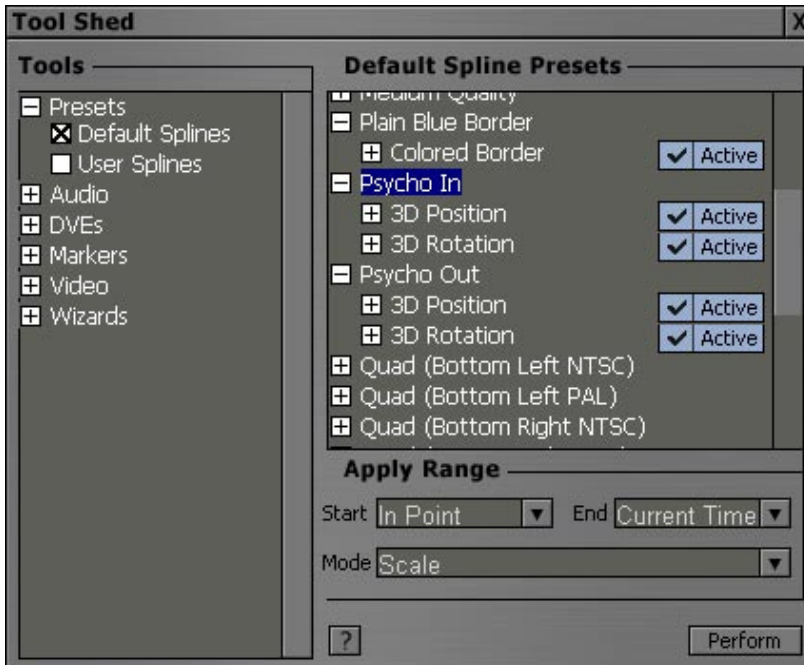 Tool Shed X
Tools
Presets
Default Splines
User Splines
Audio
DVEs
Markers
Video
Wizards
Default Spline Presets
Medium Quality
Plain Blue Border
Colored Border Active
Psycho In
3D Position Active
3D Rotation Active
Psycho Out
3D Position Active
3D Rotation Active
Quad (Bottom Left NTSC)
Quad (Bottom Left PAL)
Quad (Bottom Right NTSC)
Apply Range
Start In Point End Current Time
Mode Scale
? Perform